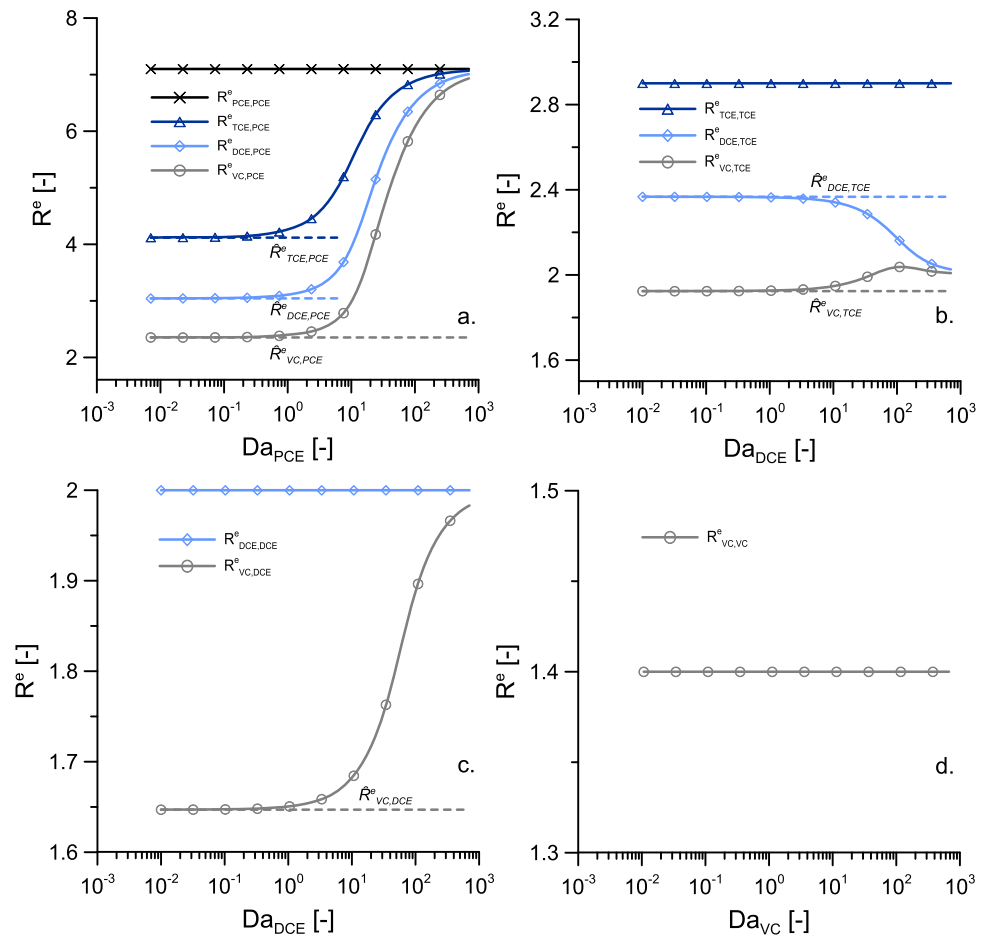 8
6
4
2
R^e [-]
R^e_PCE,PCE
R^e_TCE,PCE
R^e_DCE,PCE
R^e_VC,PCE
R̂^e_TCE,PCE
R̂^e_DCE,PCE
R̂^e_VC,PCE
a.
10^-3 10^-2 10^-1 10^0 10^1 10^2 10^3
Da_PCE [-]
3.2
2.8
2.4
2
1.6
R^e [-]
R^e_TCE,TCE
R^e_DCE,TCE
R^e_VC,TCE
R̂^e_DCE,TCE
R̂^e_VC,TCE
b.
10^-3 10^-2 10^-1 10^0 10^1 10^2 10^3
Da_DCE [-]
2
1.9
1.8
1.7
1.6
R^e [-]
R^e_DCE,DCE
R^e_VC,DCE
R̂^e_VC,DCE
c.
10^-3 10^-2 10^-1 10^0 10^1 10^2 10^3
Da_DCE [-]
1.5
1.4
1.3
R^e [-]
R^e_VC,VC
d.
10^-3 10^-2 10^-1 10^0 10^1 10^2 10^3
Da_VC [-]